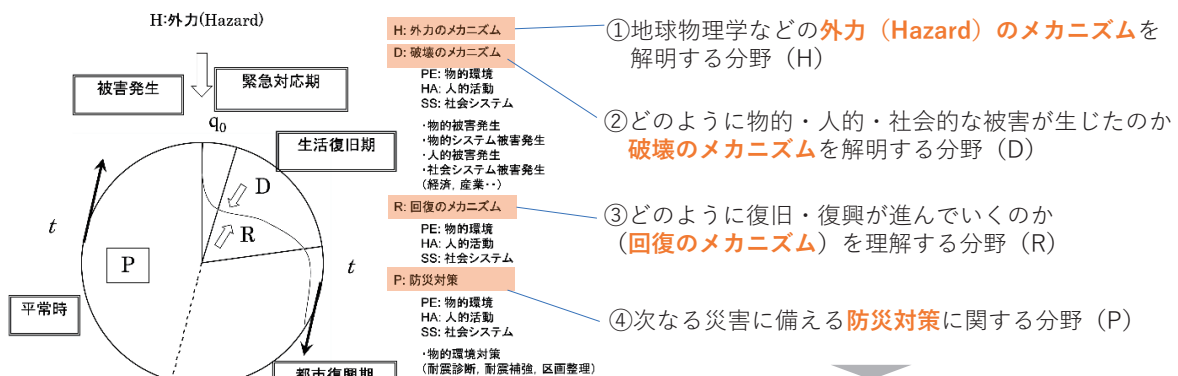 H:外力(Hazard)
被害発生
緊急対応期
q0
生活復旧期
D
R
t
P
t
平常時
都市復興期
H: 外力のメカニズム
D: 破壊のメカニズム
PE: 物的環境
HA: 人的活動
SS: 社会システム
・物的被害発生
・物的システム被害発生
・人的被害発生
・社会システム被害発生
(経済, 産業・・)
R: 回復のメカニズム
PE: 物的環境
HA: 人的活動
SS: 社会システム
P: 防災対策
PE: 物的環境
HA: 人的活動
SS: 社会システム
・物的環境対策
(耐震診断, 耐震補強, 区画整理)
①地球物理学などの外力（Hazard）のメカニズムを
解明する分野（H）
②どのように物的・人的・社会的な被害が生じたのか
破壊のメカニズムを解明する分野（D）
③どのように復旧・復興が進んでいくのか
（回復のメカニズム）を理解する分野（R）
④次なる災害に備える防災対策に関する分野（P）